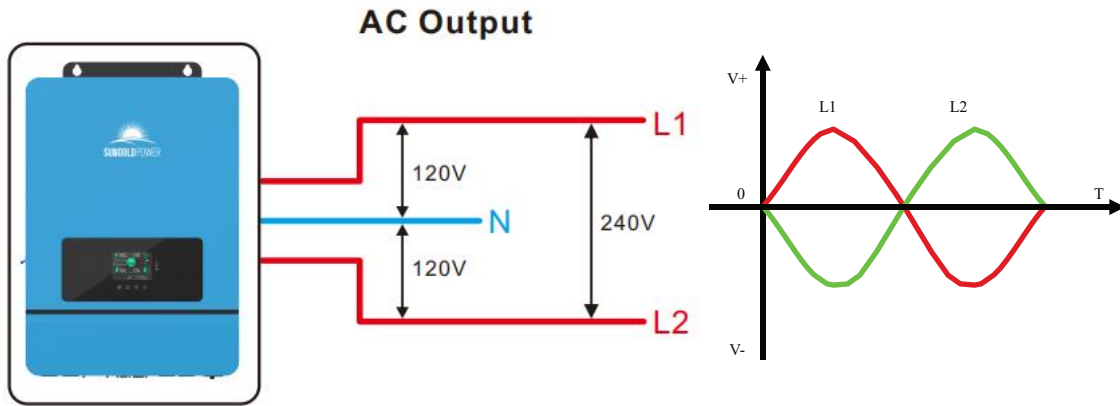 AC Output
SUNGOLDPOWER
L1
120V
N
240V
120V
L2
V+
L1
L2
0
T
V-